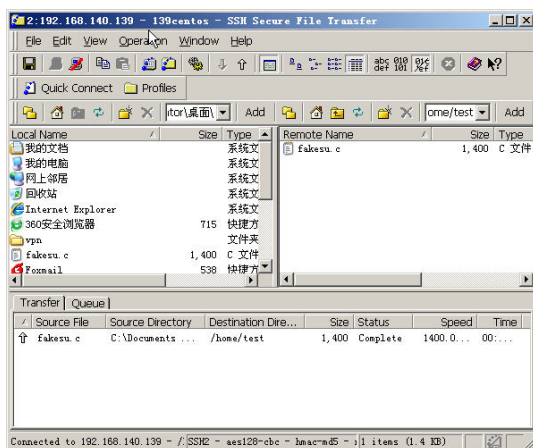 2:192.168.140.139 - 139centos - SSH Secure File Transfer
File Edit View Operation Window Help
Quick Connect Profiles
itor\桌面\ Add ome/test Add
Local Name / Size Type
我的文档 系统文
我的电脑 系统文
网上邻居 系统文
回收站 系统文
Internet Explorer 系统文
360安全浏览器 715 快捷方
vpn 文件夹
fakesu.c 1,400 C 文件
Foxmail 538 快捷方
Remote Name / Size Type
fakesu.c 1,400 C 文件
Transfer Queue
/ Source File Source Directory Destination Dire... Size Status Speed Time
fakesu.c C:\Documents ... /home/test 1,400 Complete 1400.0... 00:...
Connected to 192.168.140.139 - / SSH2 - aes128-cbc - hmac-md5 - 1 items (1.4 KB)